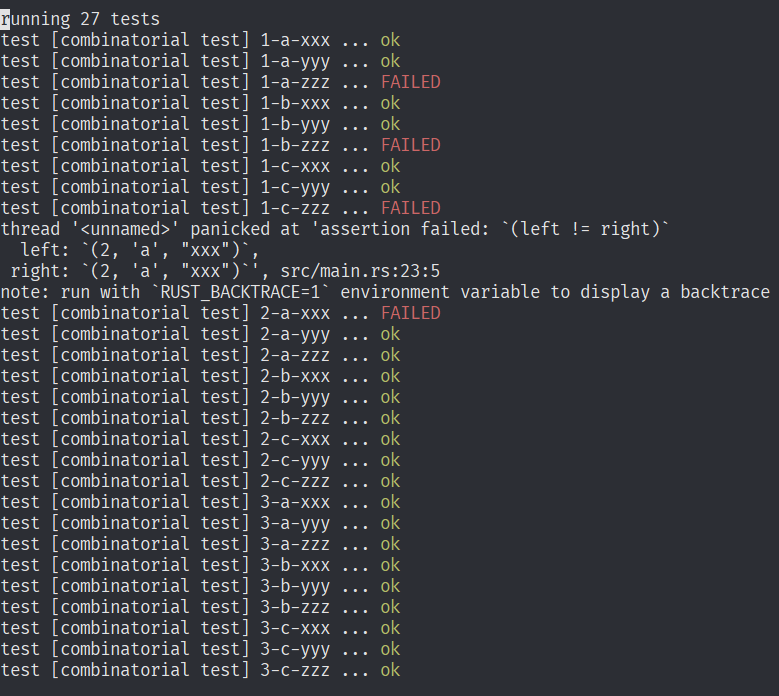 running 27 tests
test [combinatorial test] 1-a-xxx ... ok
test [combinatorial test] 1-a-yyy ... ok
test [combinatorial test] 1-a-zzz ... FAILED
test [combinatorial test] 1-b-xxx ... ok
test [combinatorial test] 1-b-yyy ... ok
test [combinatorial test] 1-b-zzz ... FAILED
test [combinatorial test] 1-c-xxx ... ok
test [combinatorial test] 1-c-yyy ... ok
test [combinatorial test] 1-c-zzz ... FAILED
thread '<unnamed>' panicked at 'assertion failed: `(left != right)`
  left: `(2, 'a', "xxx")`,
 right: `(2, 'a', "xxx")`', src/main.rs:23:5
note: run with `RUST_BACKTRACE=1` environment variable to display a backtrace
test [combinatorial test] 2-a-xxx ... FAILED
test [combinatorial test] 2-a-yyy ... ok
test [combinatorial test] 2-a-zzz ... ok
test [combinatorial test] 2-b-xxx ... ok
test [combinatorial test] 2-b-yyy ... ok
test [combinatorial test] 2-b-zzz ... ok
test [combinatorial test] 2-c-xxx ... ok
test [combinatorial test] 2-c-yyy ... ok
test [combinatorial test] 2-c-zzz ... ok
test [combinatorial test] 3-a-xxx ... ok
test [combinatorial test] 3-a-yyy ... ok
test [combinatorial test] 3-a-zzz ... ok
test [combinatorial test] 3-b-xxx ... ok
test [combinatorial test] 3-b-yyy ... ok
test [combinatorial test] 3-b-zzz ... ok
test [combinatorial test] 3-c-xxx ... ok
test [combinatorial test] 3-c-yyy ... ok
test [combinatorial test] 3-c-zzz ... ok